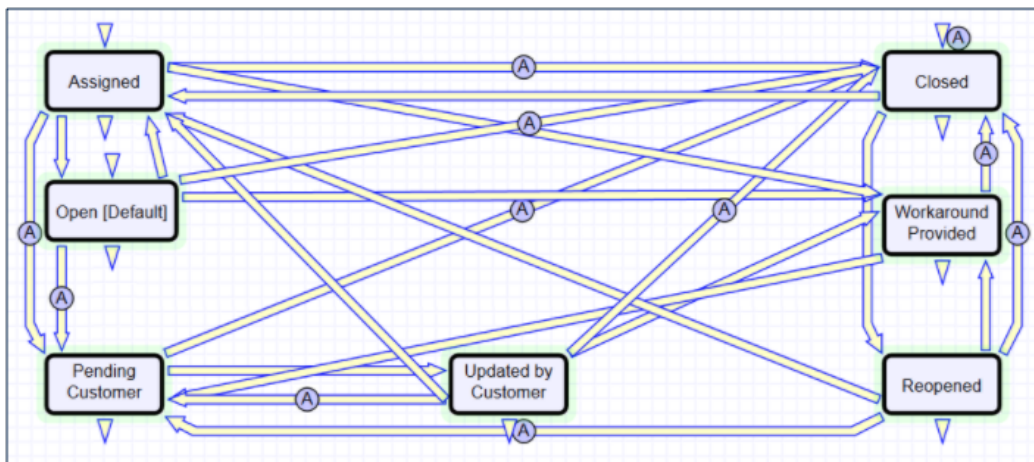 A
Assigned
A
Closed
A
A
Open [Default]
A
A
A
Workaround
Provided
A
A
Pending
Customer
A
Updated by
Customer
Reopened
A